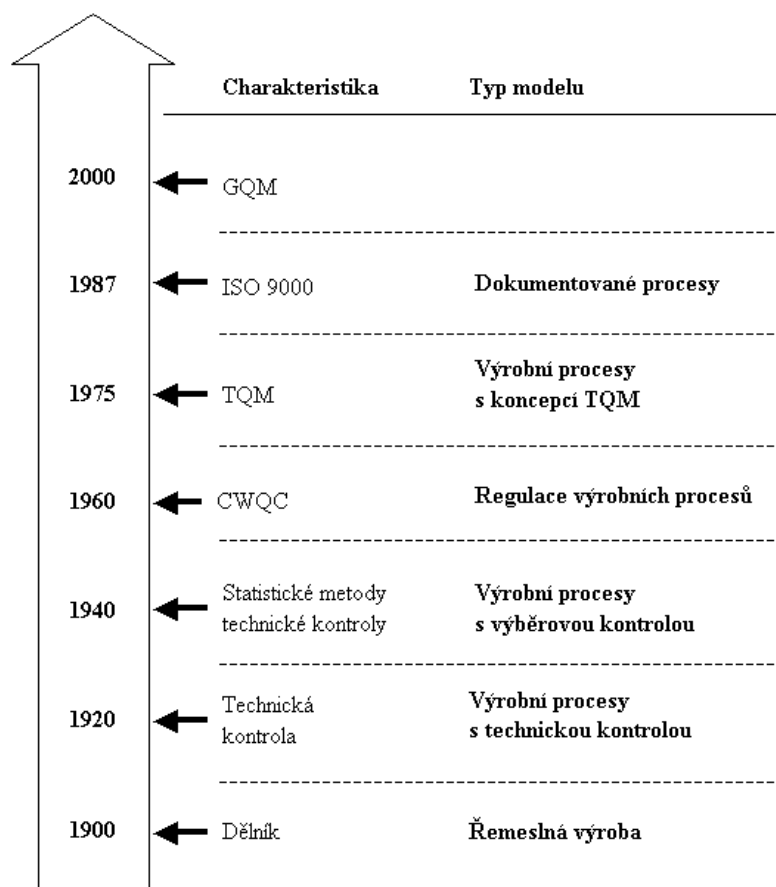 Charakteristika Typ modelu
2000 GQM
1987 ISO 9000 Dokumentované procesy
1975 TQM Výrobní procesy
s koncepcí TQM
1960 CWQC Regulace výrobních procesů
1940 Statistické metody Výrobní procesy
technické kontroly s výběrovou kontrolou
1920 Technická Výrobní procesy
kontrola s technickou kontrolou
1900 Dělník Řemeslná výroba